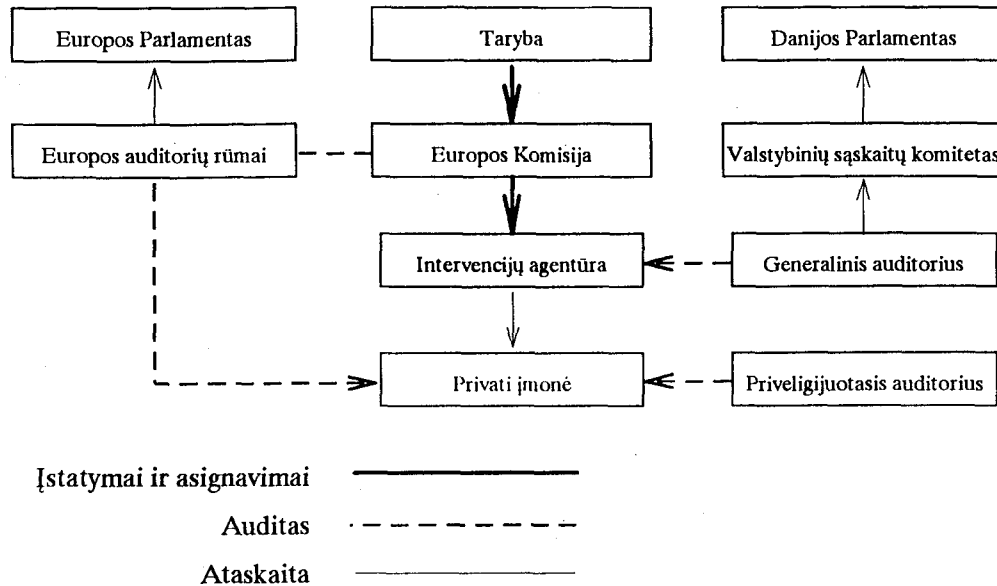 Europos Parlamentas
Taryba
Danijos Parlamentas
Europos auditorių rūmai
Europos Komisija
Valstybinių sąskaitų komitetas
Intervencijų agentūra
Generalinis auditorius
Privati įmonė
Priveligijuotasis auditorius
Įstatymai ir asignavimai
Auditas
Ataskaita